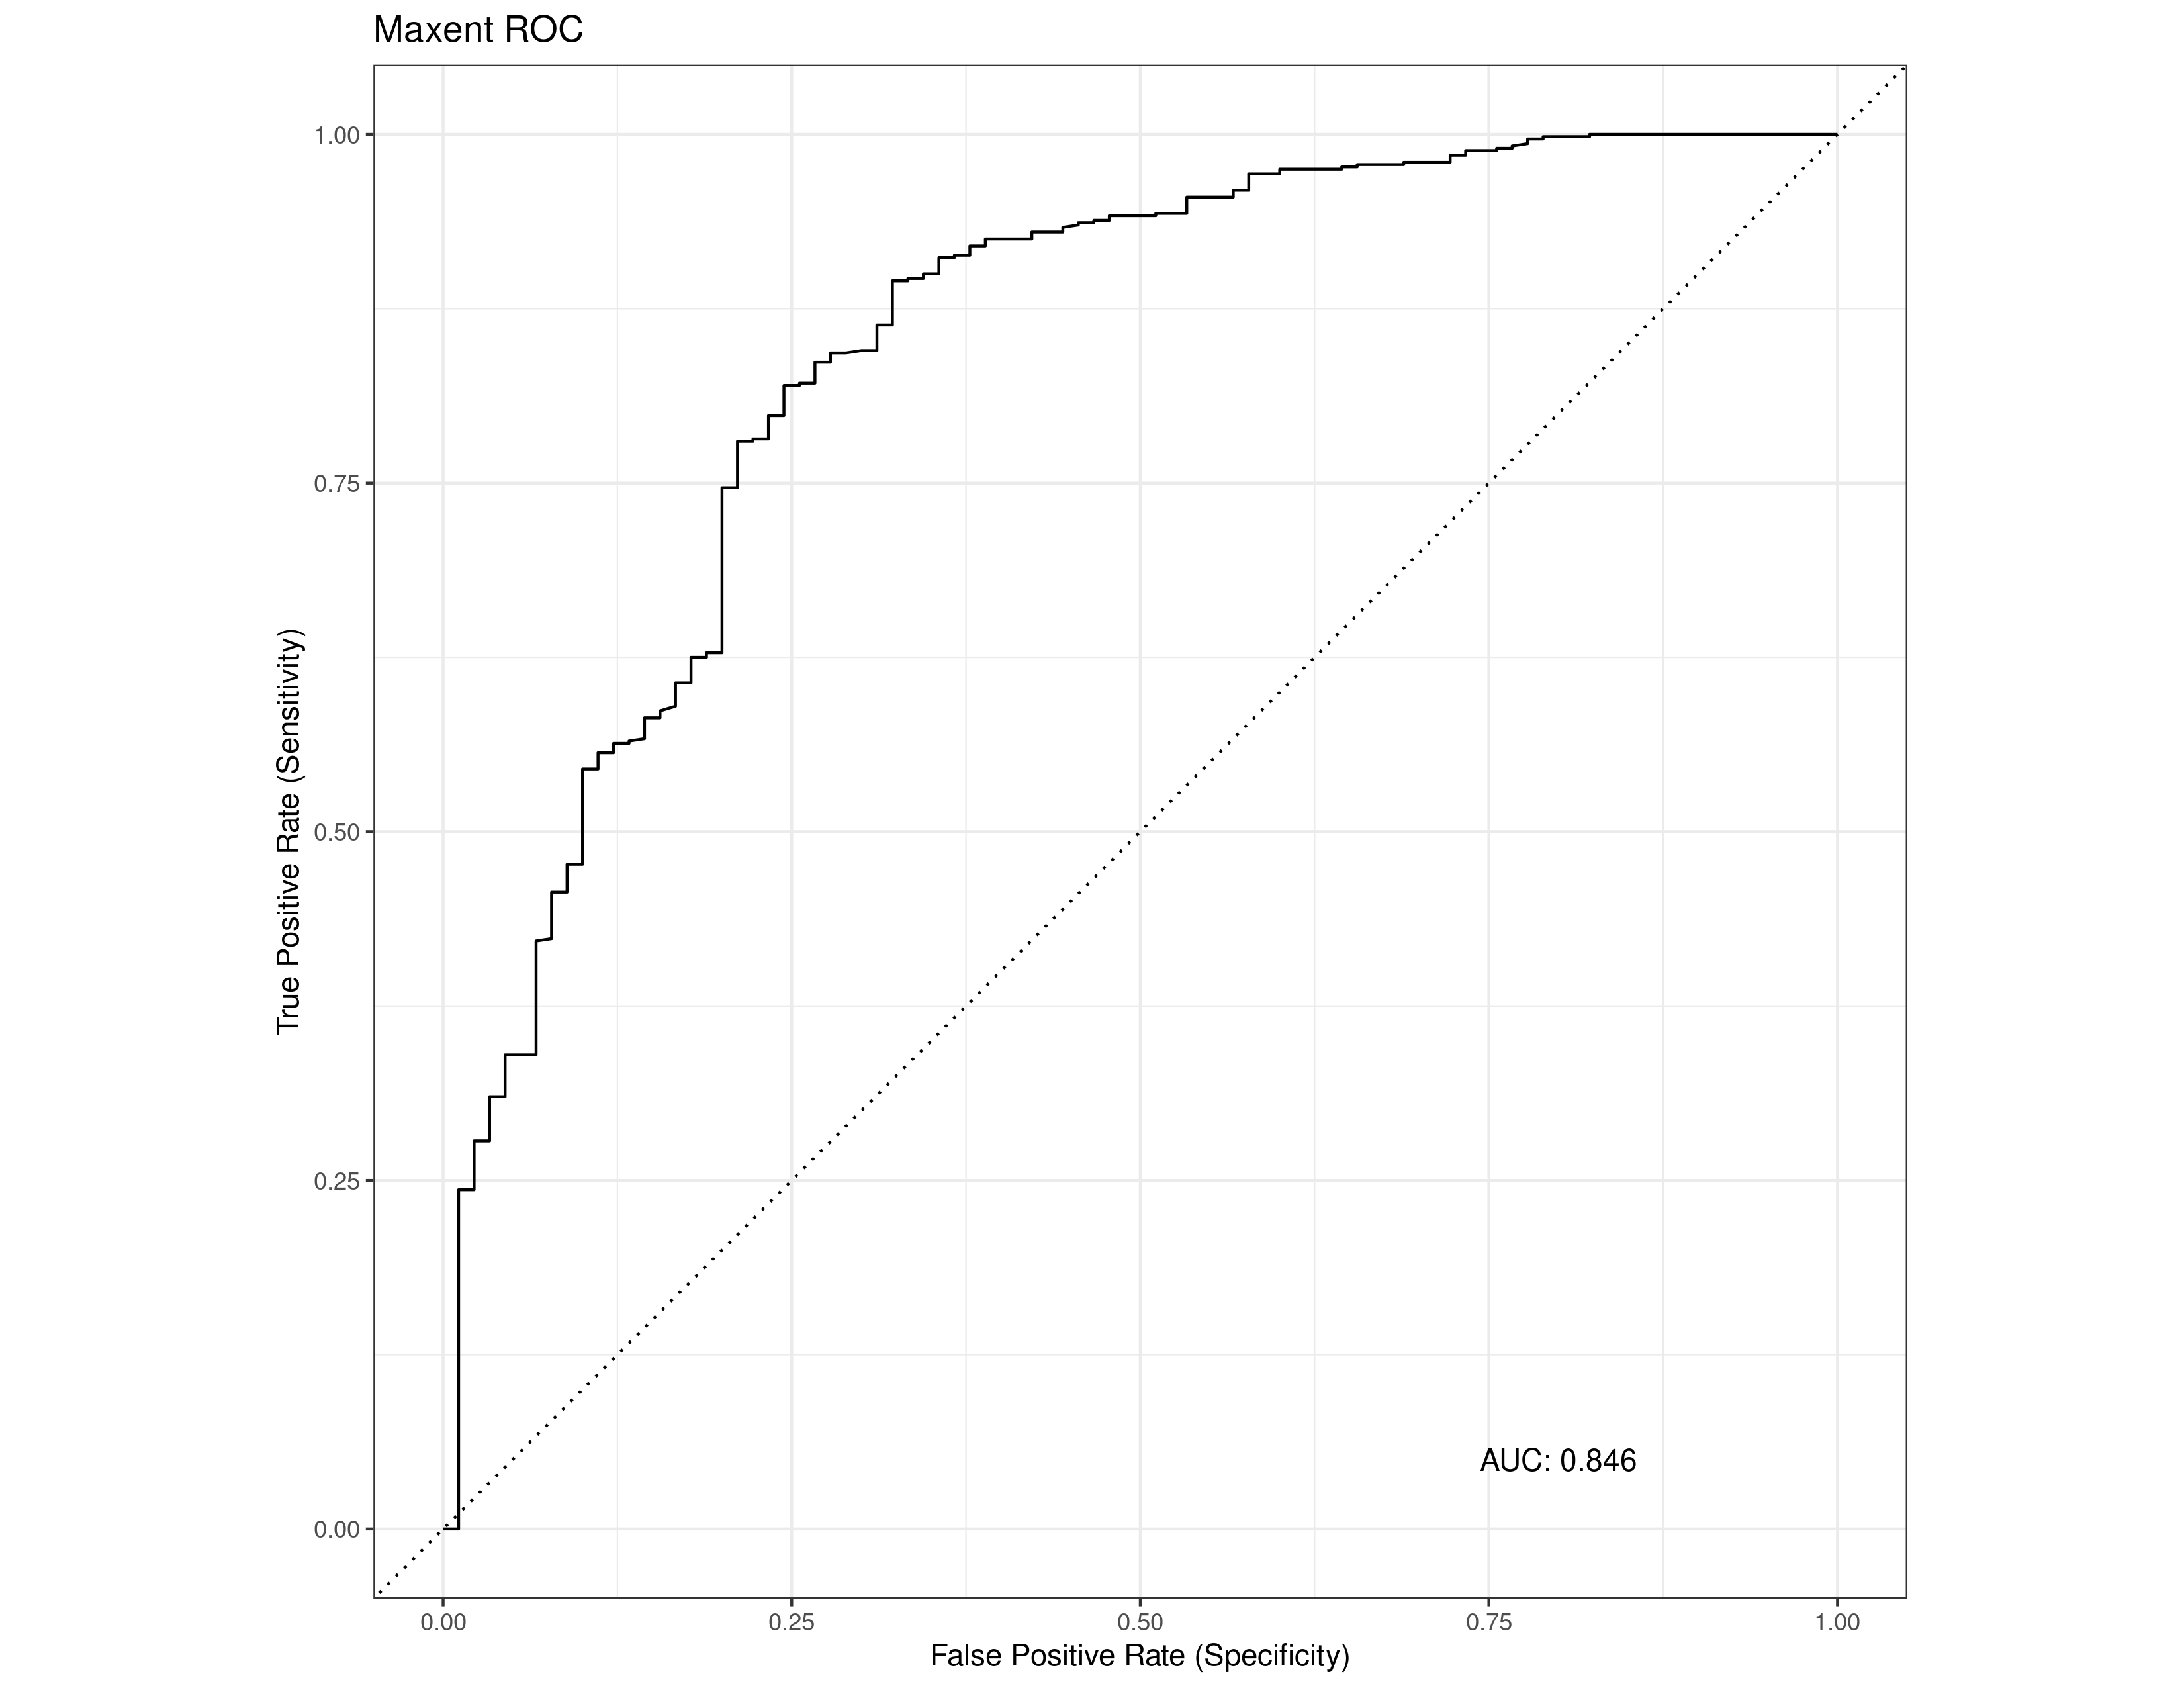 Maxent ROC
1.00
0.75
0.50
0.25
0.00
True Positive Rate (Sensitivity)
AUC: 0.846
0.00 0.25 0.50 0.75 1.00
False Positive Rate (Specificity)